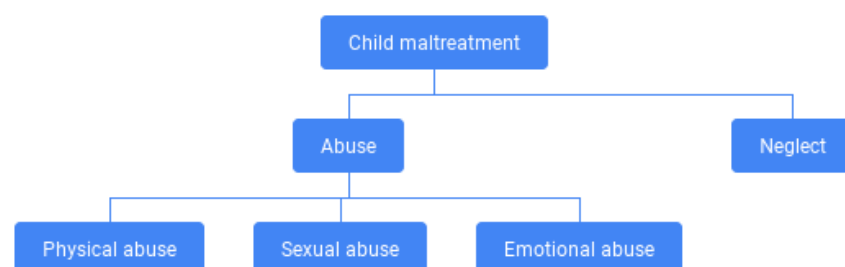 Child maltreatment
Abuse
Neglect
Physical abuse
Sexual abuse
Emotional abuse